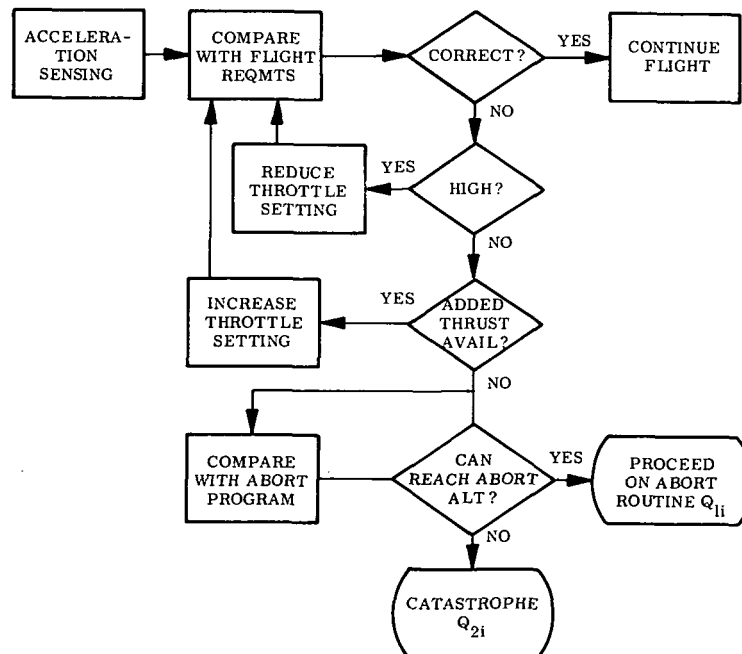 ACCELERA-
TION
SENSING
COMPARE
WITH FLIGHT
REQMTS
CORRECT?
YES
CONTINUE
FLIGHT
NO
REDUCE
THROTTLE
SETTING
YES
HIGH?
NO
INCREASE
THROTTLE
SETTING
YES
ADDED
THRUST
AVAIL?
NO
COMPARE
WITH ABORT
PROGRAM
CAN
REACH ABORT
ALT?
YES
PROCEED
ON ABORT
ROUTINE Q1i
NO
CATASTROPHE
Q2i